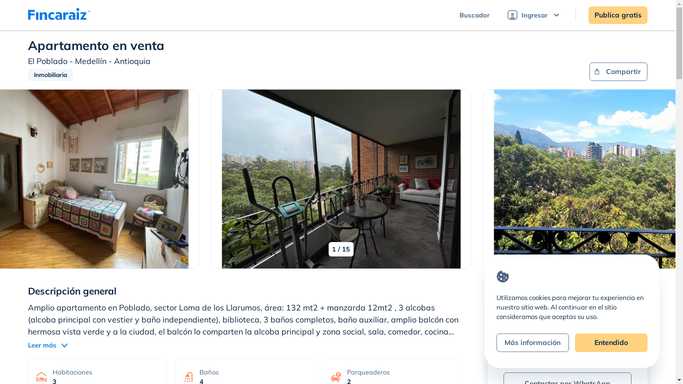 Fincaraiz
Buscador
Ingresar
Publica gratis
Apartamento en venta
El Poblado - Medellín - Antioquia
Inmobiliaria
Compartir
1 / 15
Descripción general
Amplio apartamento en Poblado, sector Loma de los Llarumos, área: 132 mt2 + manzarda 12mt2 , 3 alcobas
(alcoba principal con vestier y baño independiente), biblioteca, 3 baños completos, baño auxiliar, amplio balcón con
hermosa vista verde y a la ciudad, el balcón lo comparten la alcoba principal y zona social, sala, comedor, cocina...
Leer más
Habitaciones
3
Baños
4
Parqueaderos
2
Utilizamos cookies para mejorar tu experiencia en
nuestro sitio web. Al continuar en el sitio
consideramos que aceptas su uso.
Más información
Entendido
Contactar por WhatsApp